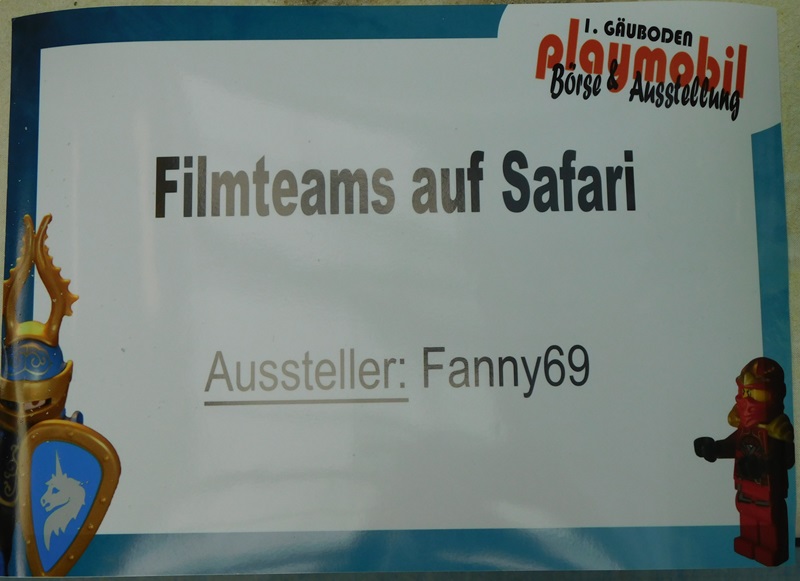 1. GÄUBODEN
playmobil
Börse & Ausstellung
Filmteams auf Safari
Aussteller: Fanny69